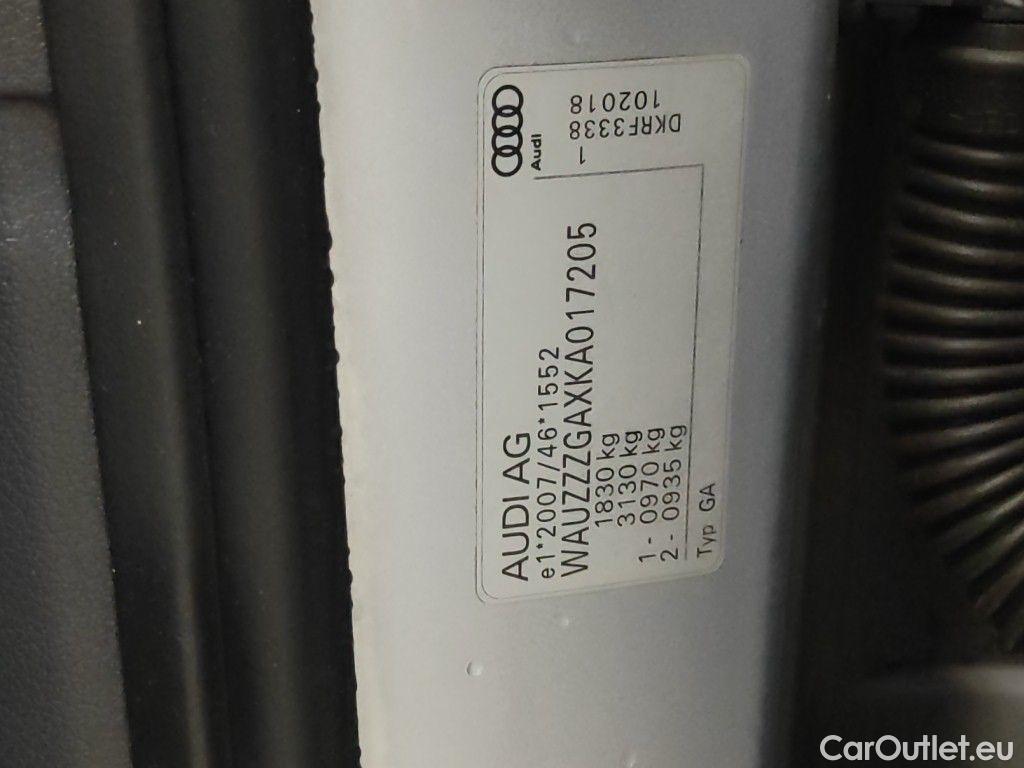 AUDI AG
e1*2007/46*1552
WAUZZZGAXKA017205
1830 kg
3130 kg
1- 0970 kg
2- 0935 kg
Typ GA
Audi
DKRF3338
102018
CarOutlet.eu